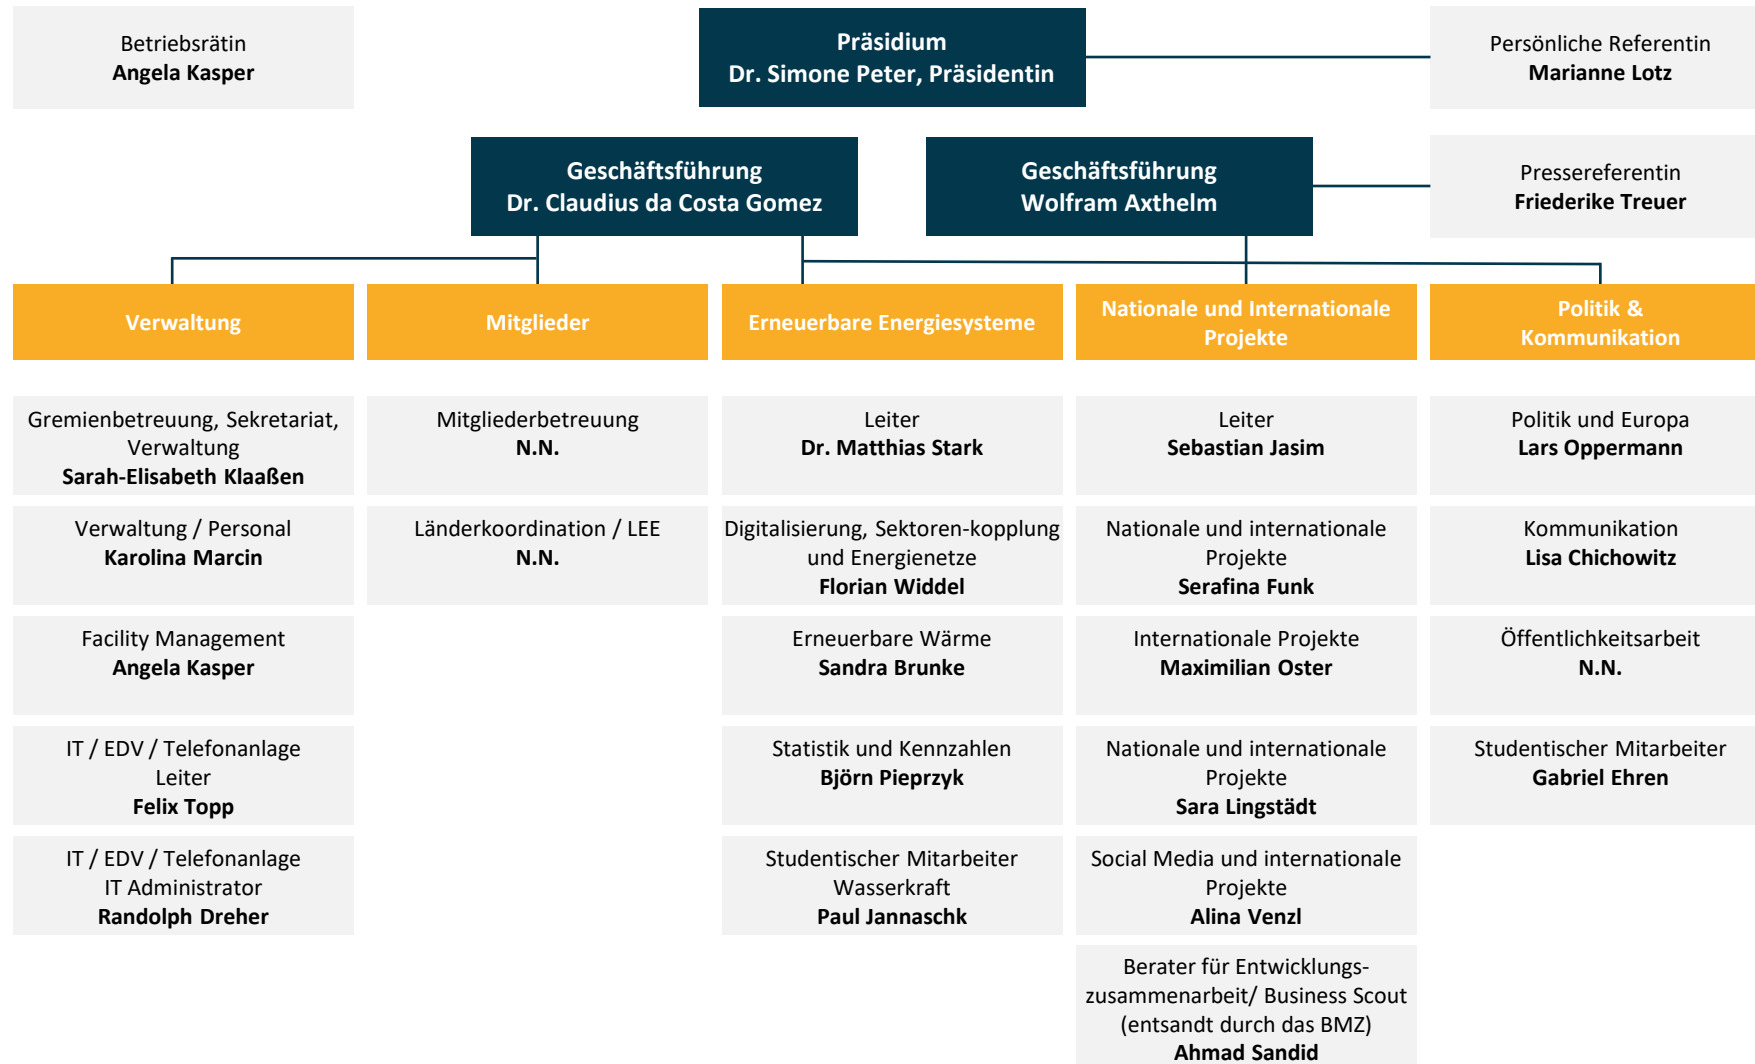 Betriebsrätin
Angela Kasper
Präsidium
Dr. Simone Peter, Präsidentin
Persönliche Referentin
Marianne Lotz
Geschäftsführung
Dr. Claudius da Costa Gomez
Geschäftsführung
Wolfram Axthelm
Pressereferentin
Friederike Treuer
Verwaltung
Gremienbetreuung, Sekretariat,
Verwaltung
Sarah-Elisabeth Klaaßen
Verwaltung / Personal
Karolina Marcin
Facility Management
Angela Kasper
IT / EDV / Telefonanlage
Leiter
Felix Topp
IT / EDV / Telefonanlage
IT Administrator
Randolph Dreher
Mitglieder
Mitgliederbetreuung
N.N.
Länderkoordination / LEE
N.N.
Erneuerbare Energiesysteme
Leiter
Dr. Matthias Stark
Digitalisierung, Sektoren-kopplung
und Energienetze
Florian Widdel
Erneuerbare Wärme
Sandra Brunke
Statistik und Kennzahlen
Björn Pieprzyk
Studentischer Mitarbeiter
Wasserkraft
Paul Jannaschk
Nationale und Internationale
Projekte
Leiter
Sebastian Jasim
Nationale und internationale
Projekte
Serafina Funk
Internationale Projekte
Maximilian Oster
Nationale und internationale
Projekte
Sara Lingstädt
Social Media und internationale
Projekte
Alina Venzl
Berater für Entwicklungs-
zusammenarbeit/ Business Scout
(entsandt durch das BMZ)
Ahmad Sandid
Politik &
Kommunikation
Politik und Europa
Lars Oppermann
Kommunikation
Lisa Chichowitz
Öffentlichkeitsarbeit
N.N.
Studentischer Mitarbeiter
Gabriel Ehren